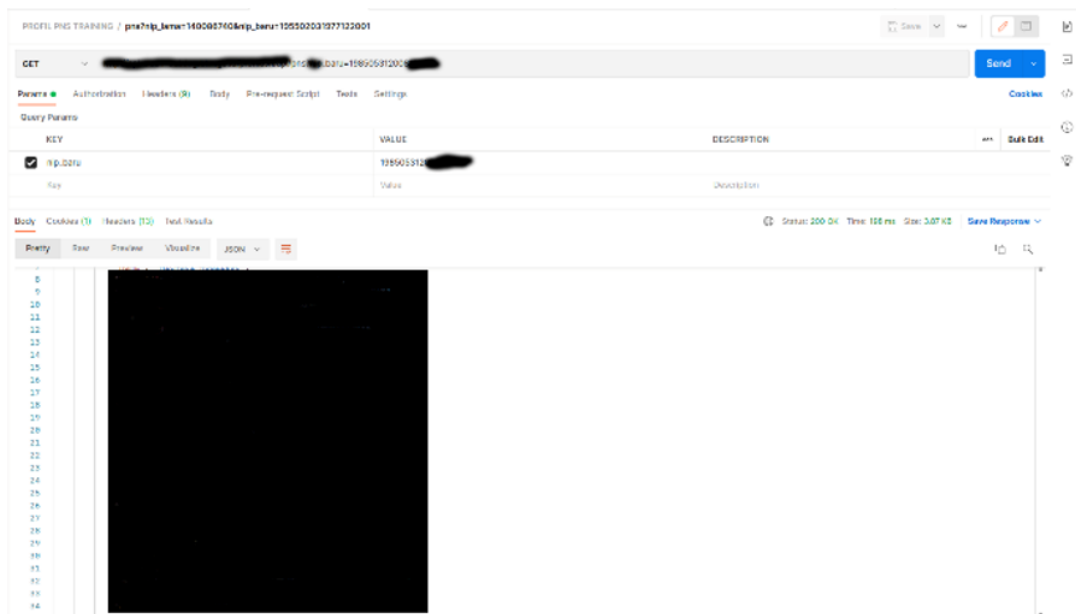 PROFIL PNS TRAINING / pns?nip_lama=140086740&nip_baru=195502031977122001
Save
GET
Send
Params
Authorization
Headers (9)
Body
Pre-request Script
Tests
Settings
Cookies
Query Params
KEY
VALUE
DESCRIPTION
Bulk Edit
nip_baru
198505312
Key
Value
Description
Body
Cookies (1)
Headers (13)
Test Results
Status: 200 OK
Time: 198 ms
Size: 3.07 KB
Save Response
Pretty
Raw
Preview
Visualize
JSON
8
9
10
11
12
13
14
15
16
17
18
19
20
21
22
23
24
25
26
27
28
29
30
31
32
33
34